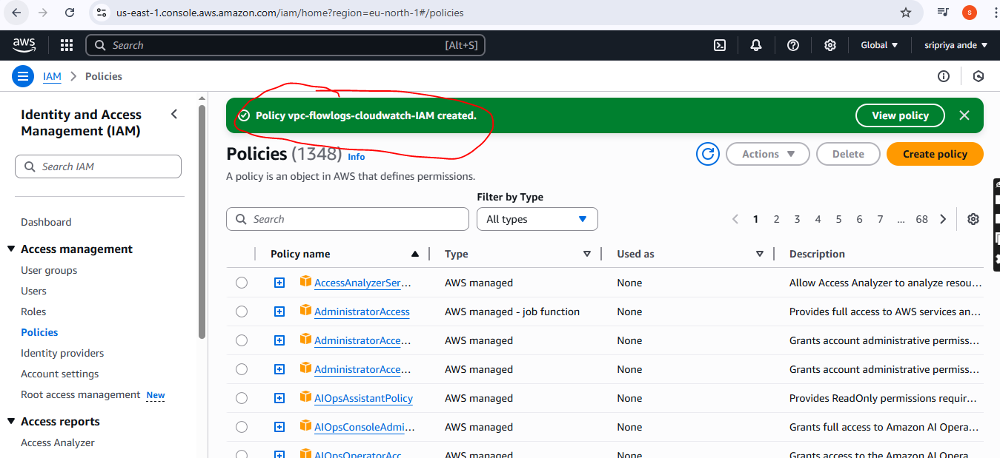 us-east-1.console.aws.amazon.com/iam/home?region=eu-north-1#/policies
S
aws
Search [Alt+S]
Global
sripriya ande
IAM > Policies
Identity and Access Management (IAM)
Search IAM
Dashboard
Access management
User groups
Users
Roles
Policies
Identity providers
Account settings
Root access management New
Access reports
Access Analyzer
Policy vpc-flowlogs-cloudwatch-IAM created.
View policy
Policies (1348) Info
Actions
Delete
Create policy
A policy is an object in AWS that defines permissions.
Filter by Type
Search
All types
1 2 3 4 5 6 7 ... 68
Policy name Type Used as Description
AccessAnalyzerSer... AWS managed None Allow Access Analyzer to analyze resou...
AdministratorAccess AWS managed - job function None Provides full access to AWS services an...
AdministratorAcce... AWS managed None Grants account administrative permiss...
AdministratorAcce... AWS managed None Grants account administrative permiss...
AIOpsAssistantPolicy AWS managed None Provides ReadOnly permissions requir...
AIOpsConsoleAdmi... AWS managed None Grants full access to Amazon AI Opera...
AIOpsOperatorAcc... AWS managed None Grants access to the Amazon AI Opera...